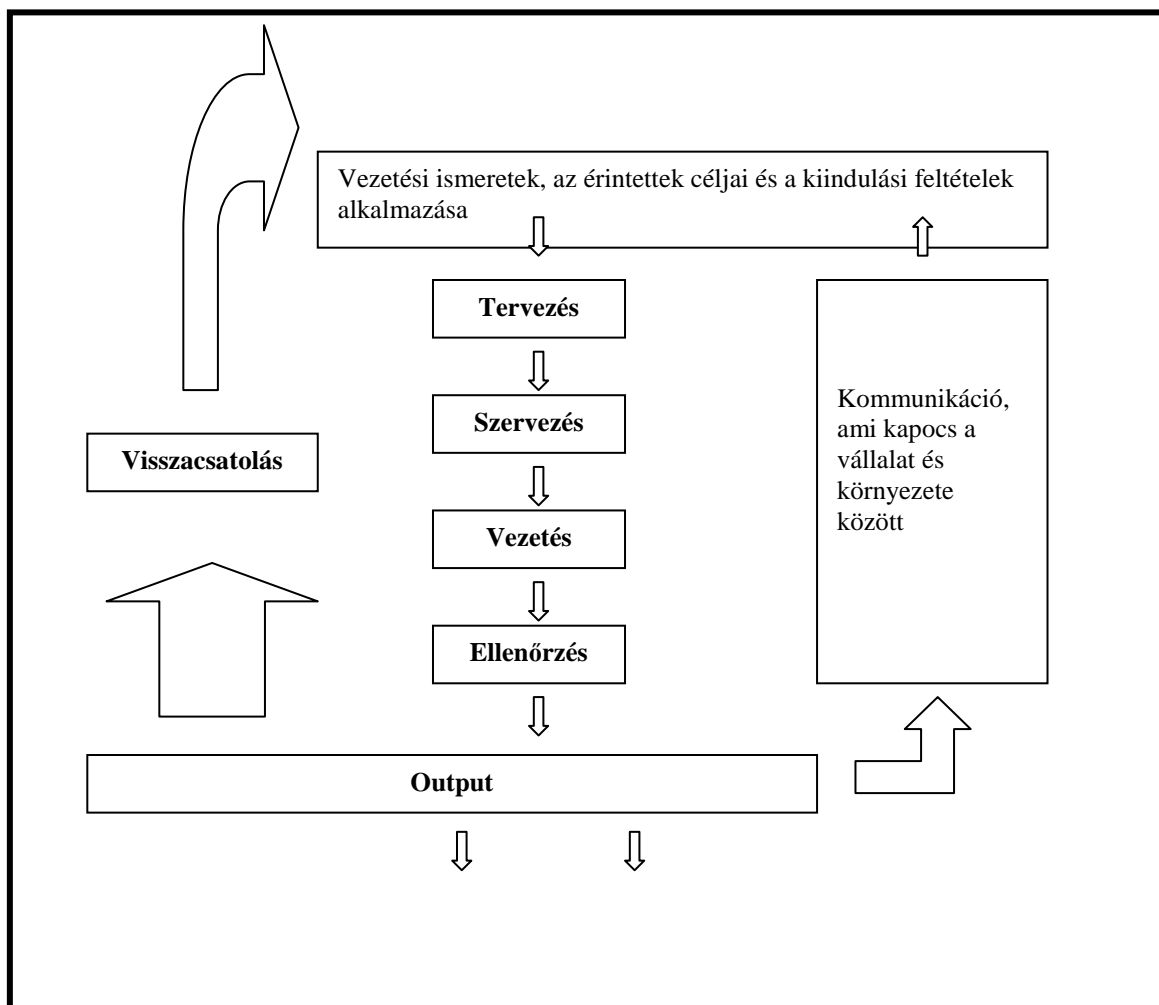 Vezetési ismeretek, az érintettek céljai és a kiindulási feltételek
alkalmazása
Tervezés
Szervezés
Vezetés
Ellenőrzés
Visszacsatolás
Kommunikáció,
ami kapocs a
vállalat és
környezete
között
Output